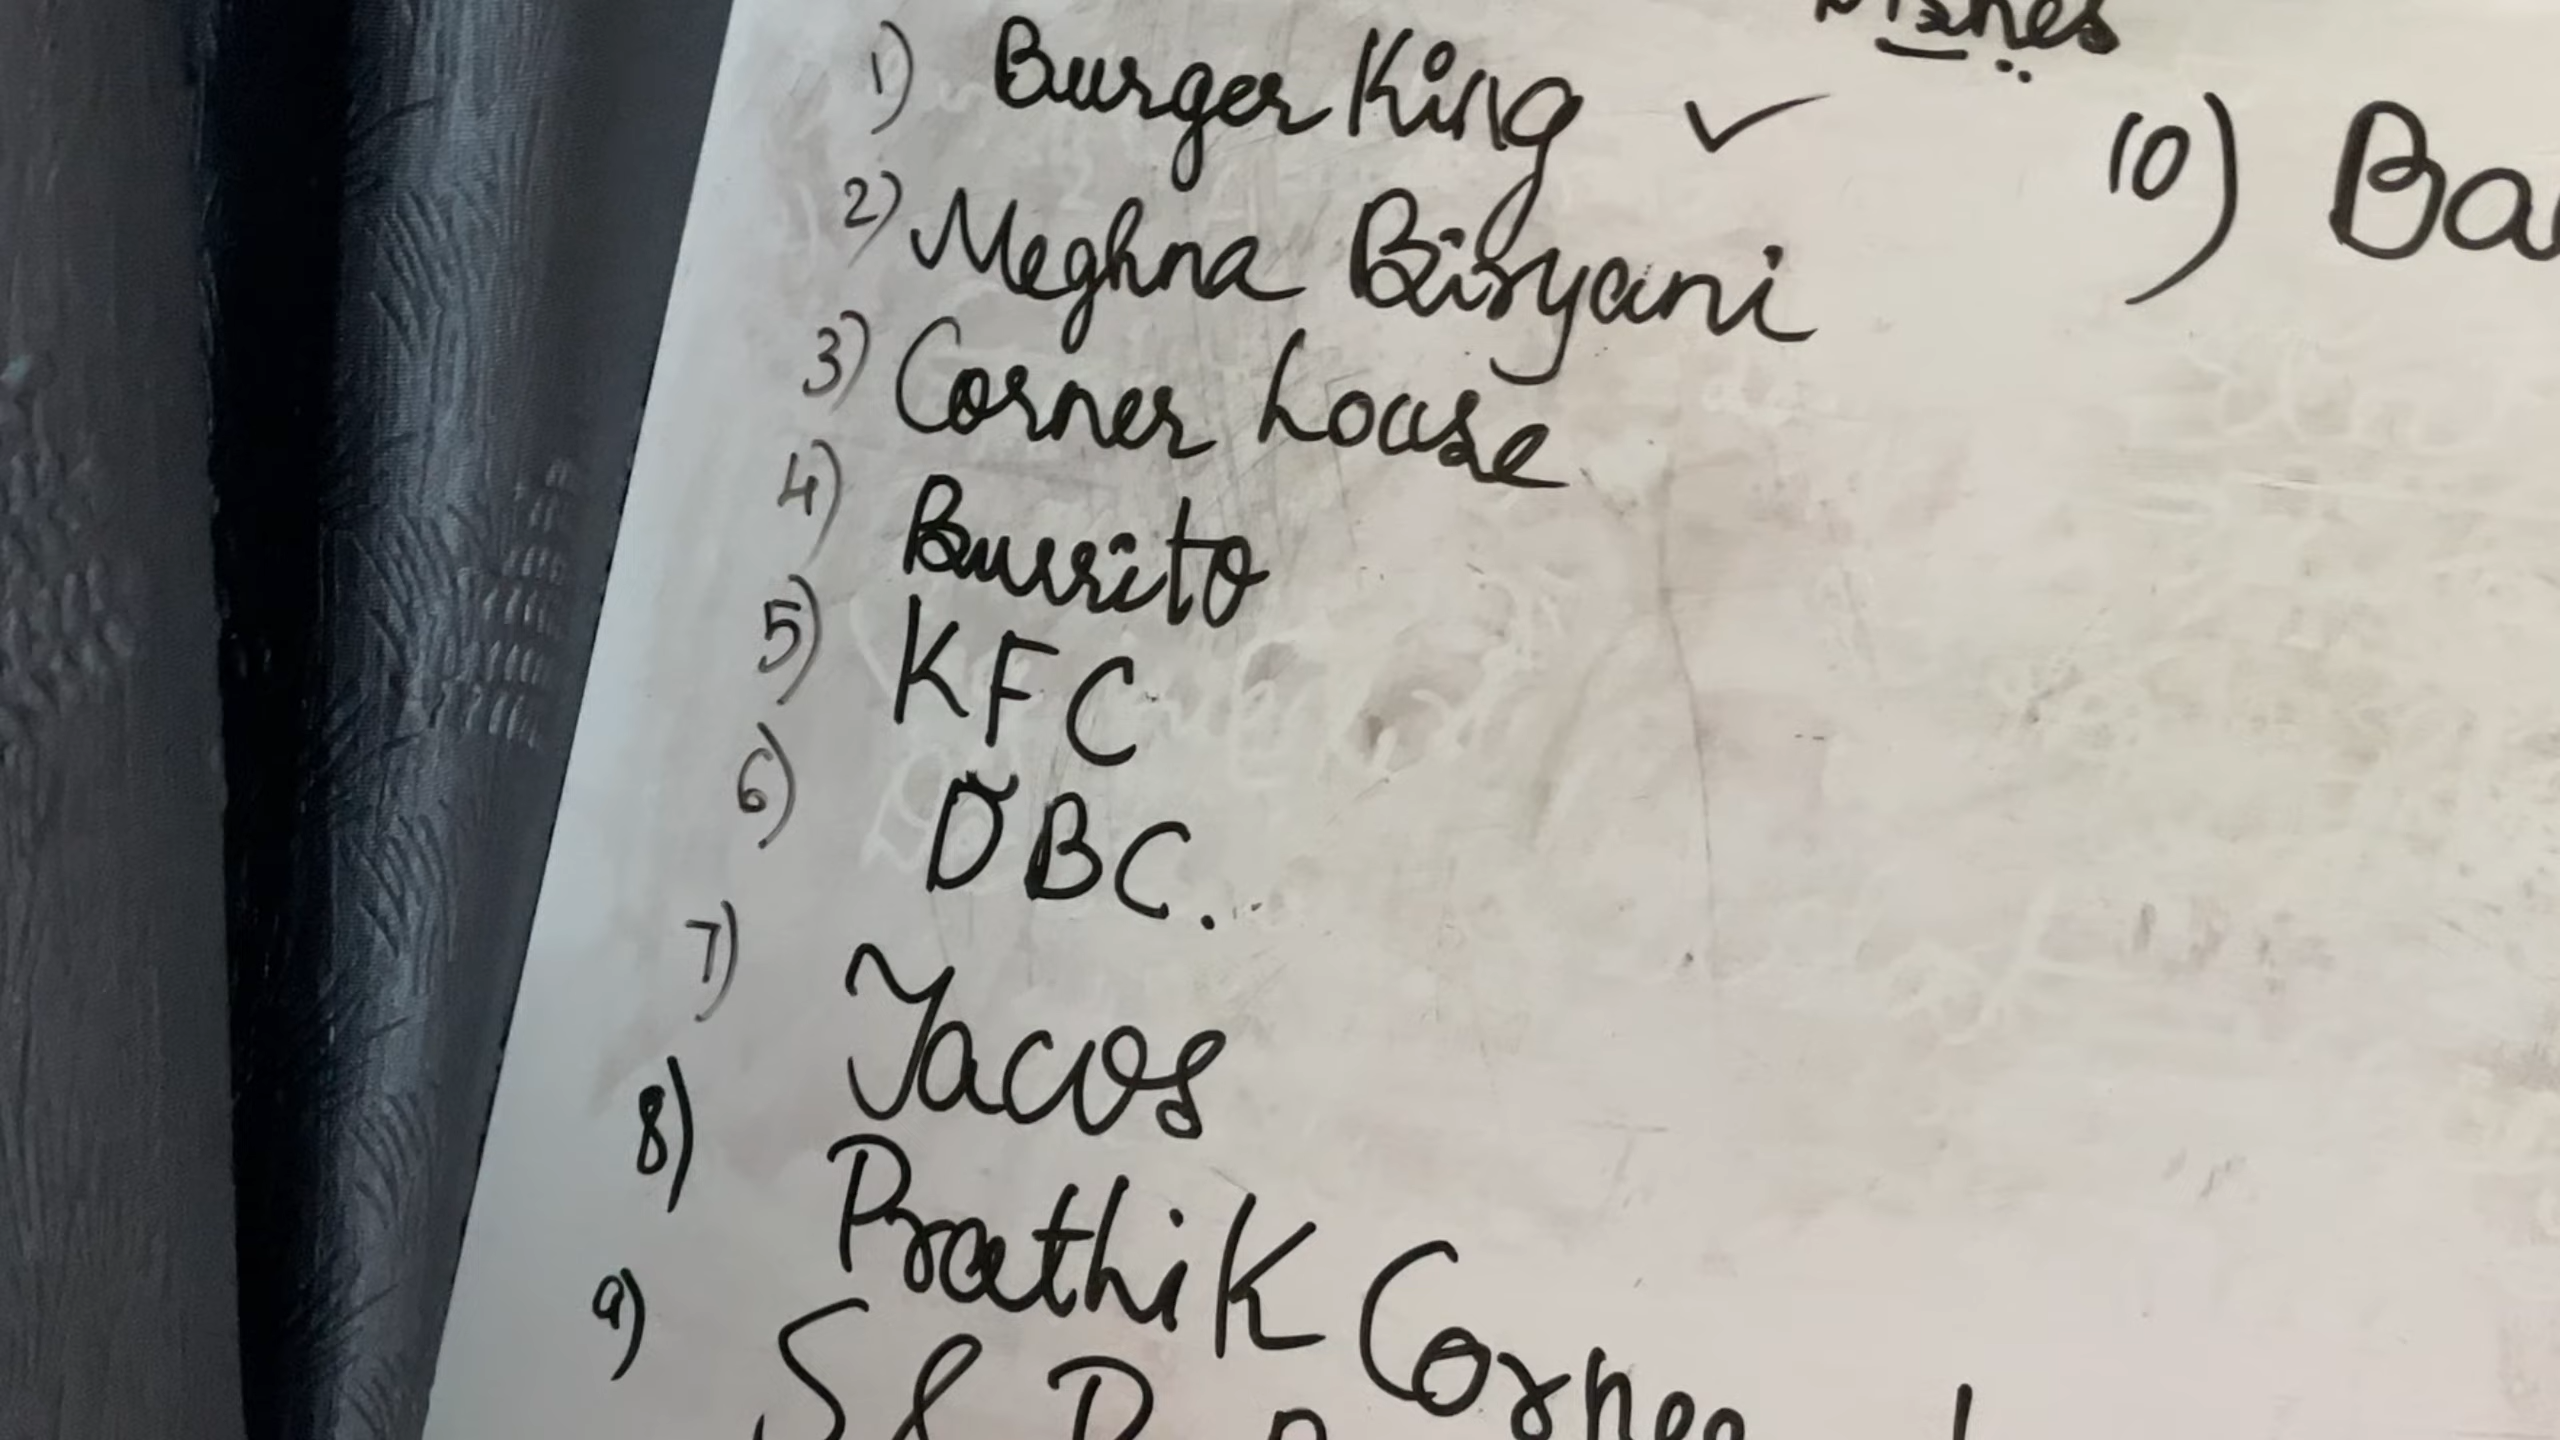 1) Burger King ✓
2) Meghna Biryani
3) Corner house
4) Burrito
5) KFC
6) DBC.
7) Tacos
8) Prathik Corner
9)
10)